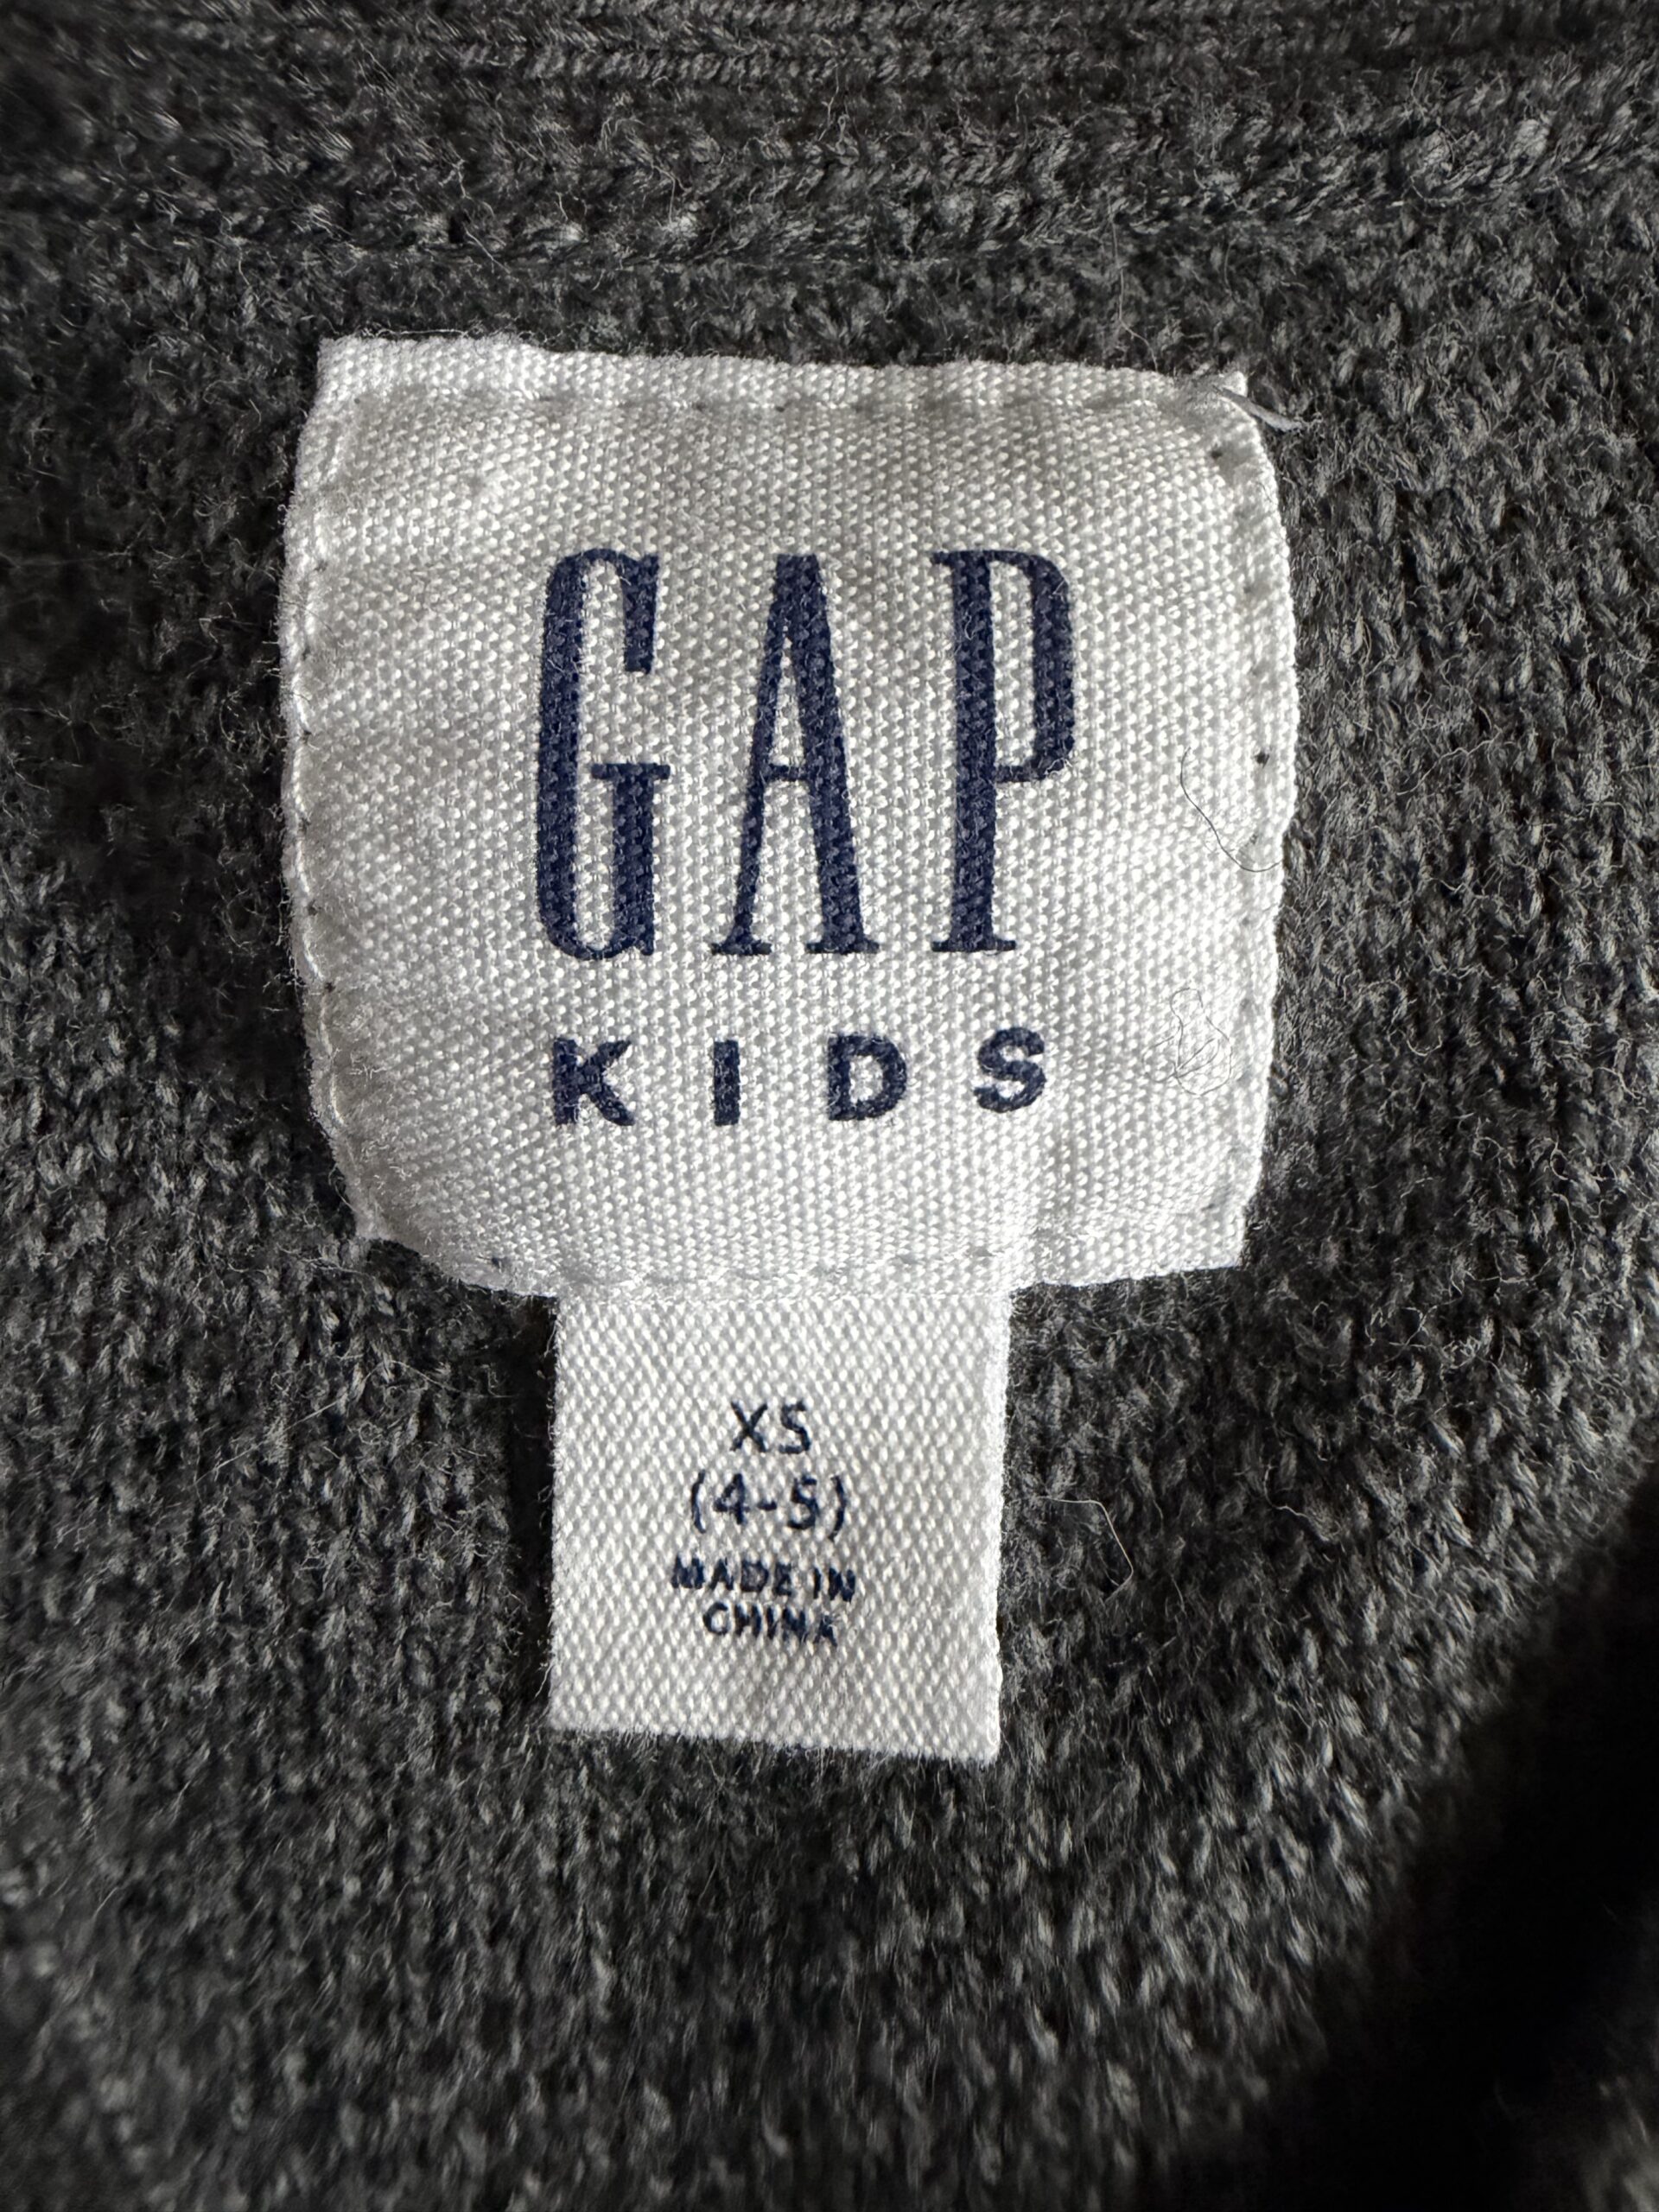 GAP
KIDS
XS
(4-5)
MADE IN
CHINA